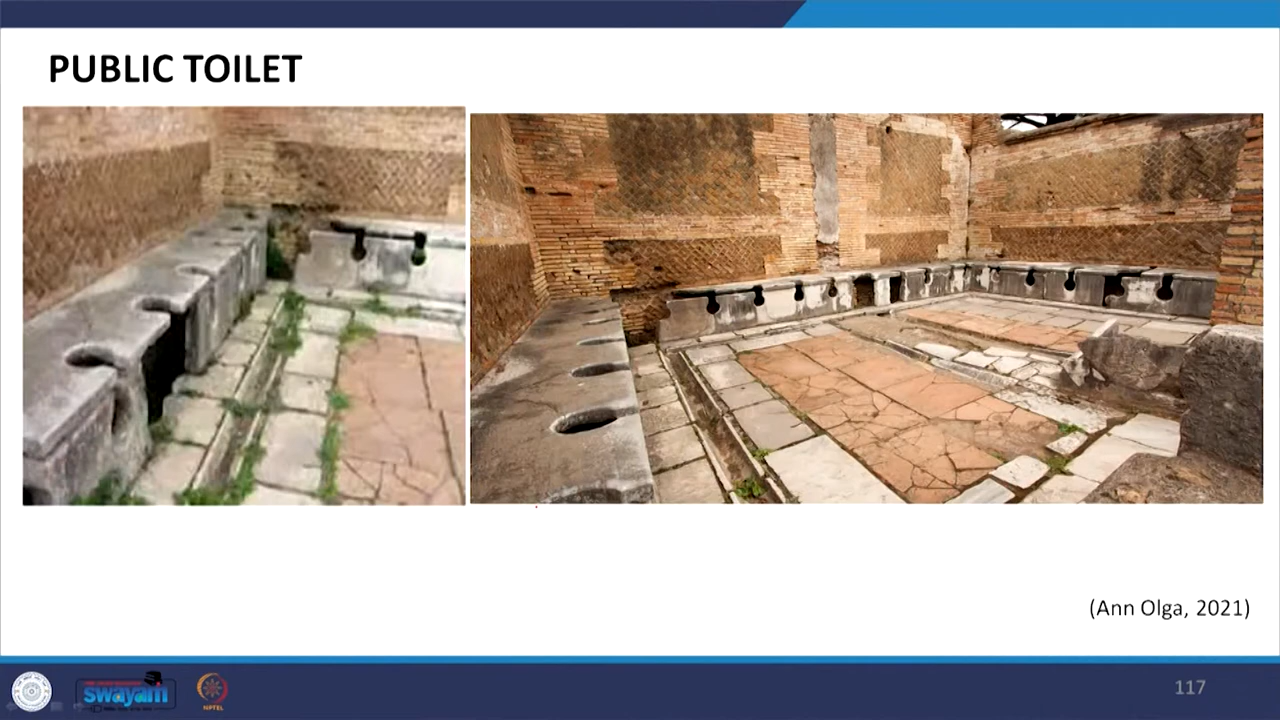 PUBLIC TOILET
(Ann Olga, 2021)
swayam
NPTEL
117